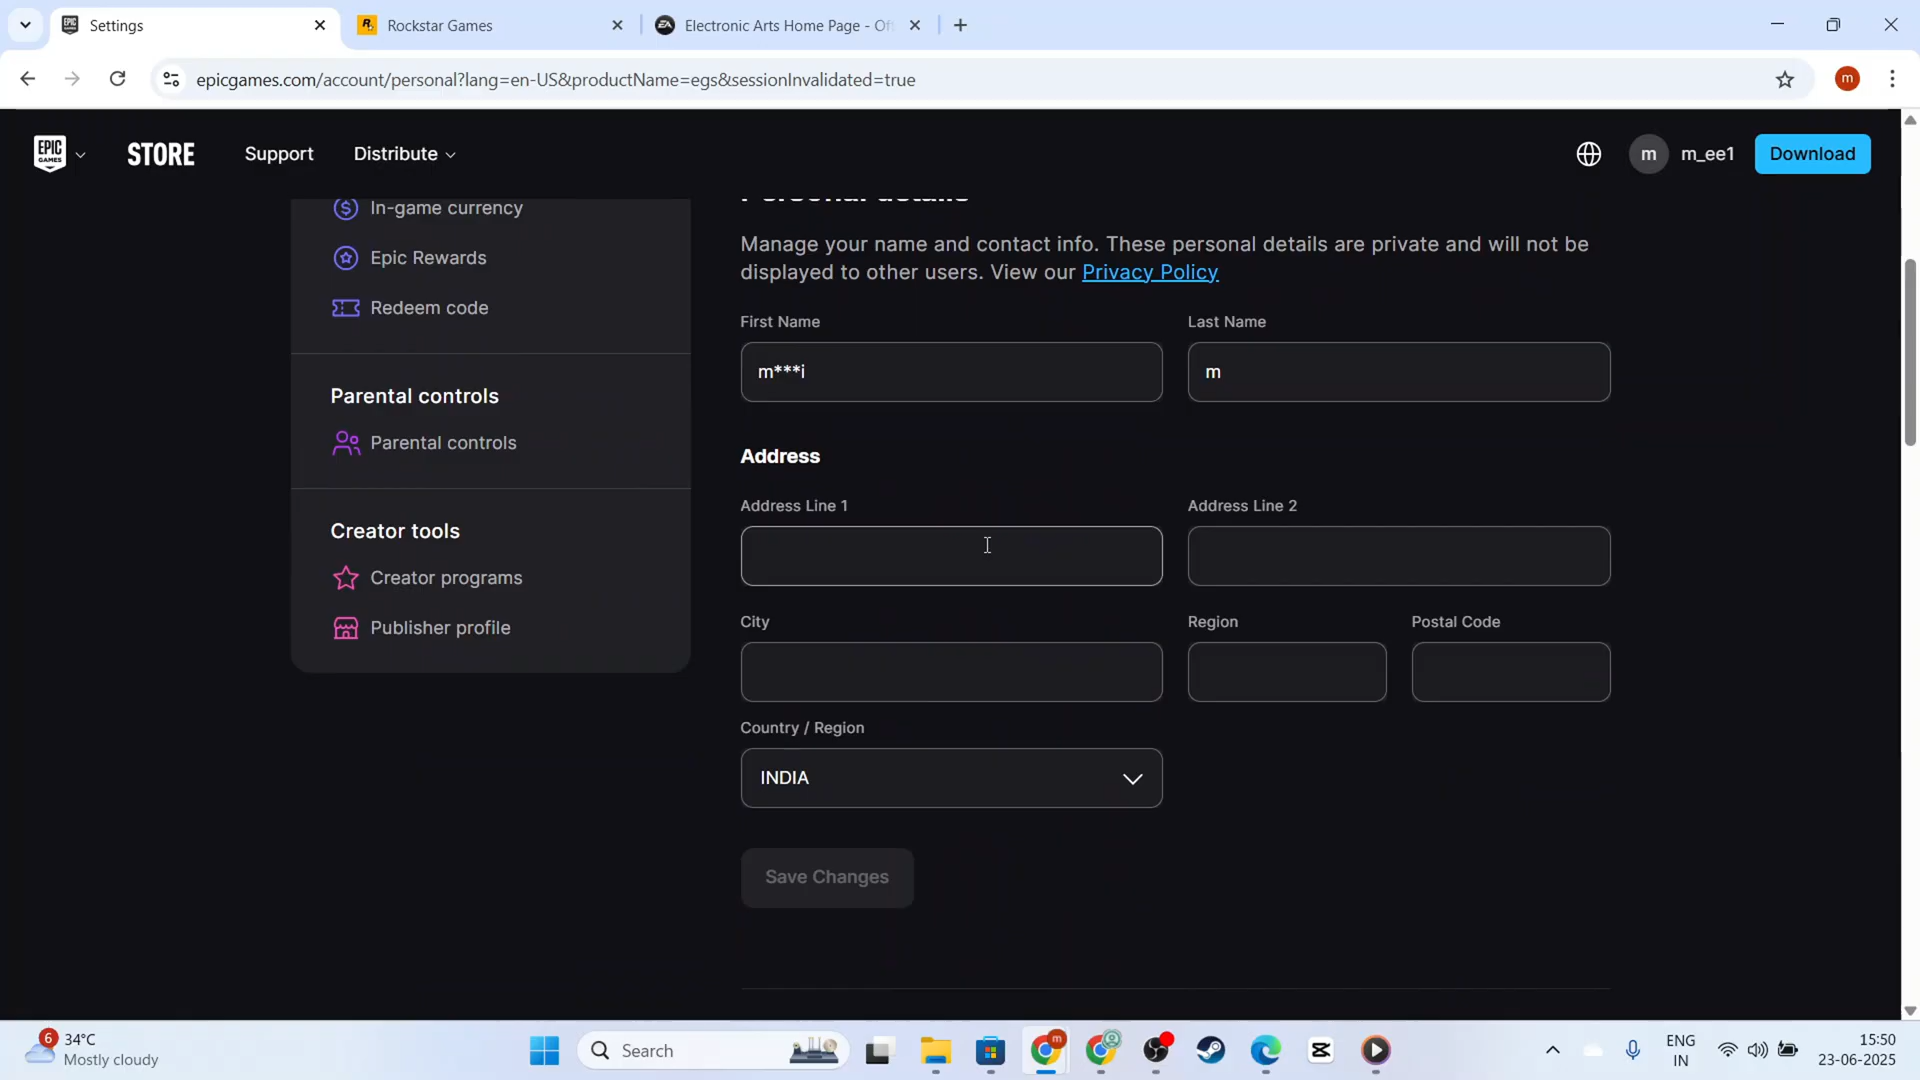 Settings
Rockstar Games
Electronic Arts Home Page - Of
epicgames.com/account/personal?lang=en-US&productName=egs&sessionInvalidated=true
m
EPIC GAMES
STORE
Support
Distribute
m
m_ee1
Download
In-game currency
Epic Rewards
Redeem code
Parental controls
Parental controls
Creator tools
Creator programs
Publisher profile
Personal details
Manage your name and contact info. These personal details are private and will not be
displayed to other users. View our Privacy Policy
First Name
Last Name
m***i
m
Address
Address Line 1
Address Line 2
City
Region
Postal Code
Country / Region
INDIA
Save Changes
6
34°C
Mostly cloudy
Search
m
ENG
IN
15:50
23-06-2025